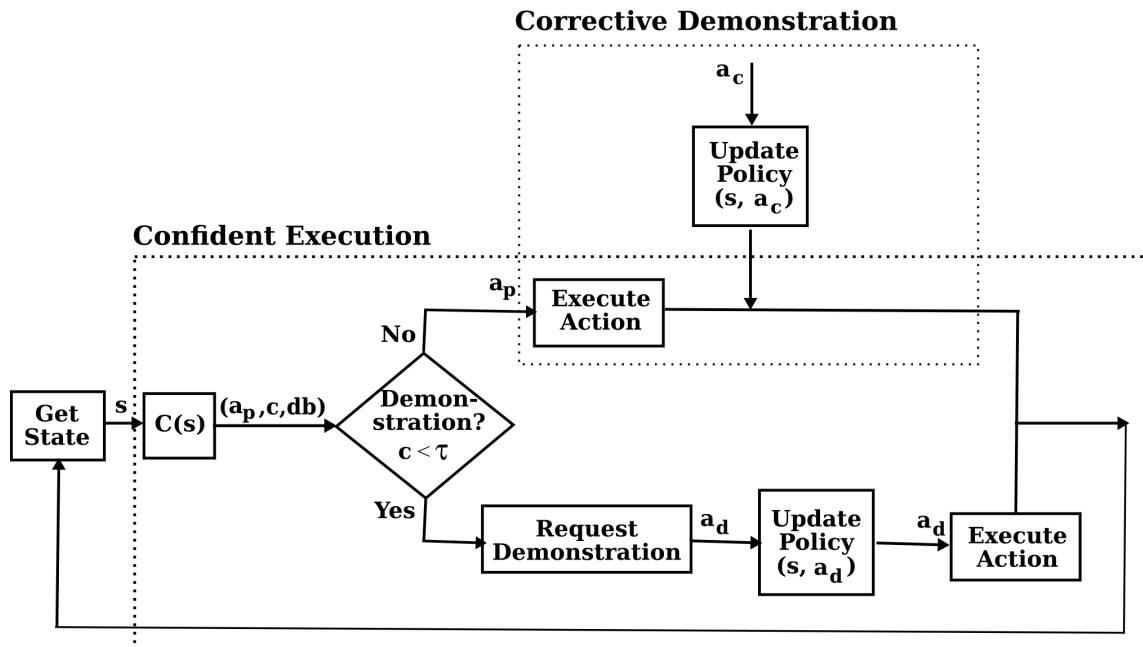 Corrective Demonstration
a_c
Update
Policy
(s, a_c)
Confident Execution
a_p
Execute
Action
No
Get
State
s
C(s)
(a_p,c,db)
Demon-
stration?
c < τ
Yes
Request
Demonstration
a_d
Update
Policy
(s, a_d)
a_d
Execute
Action